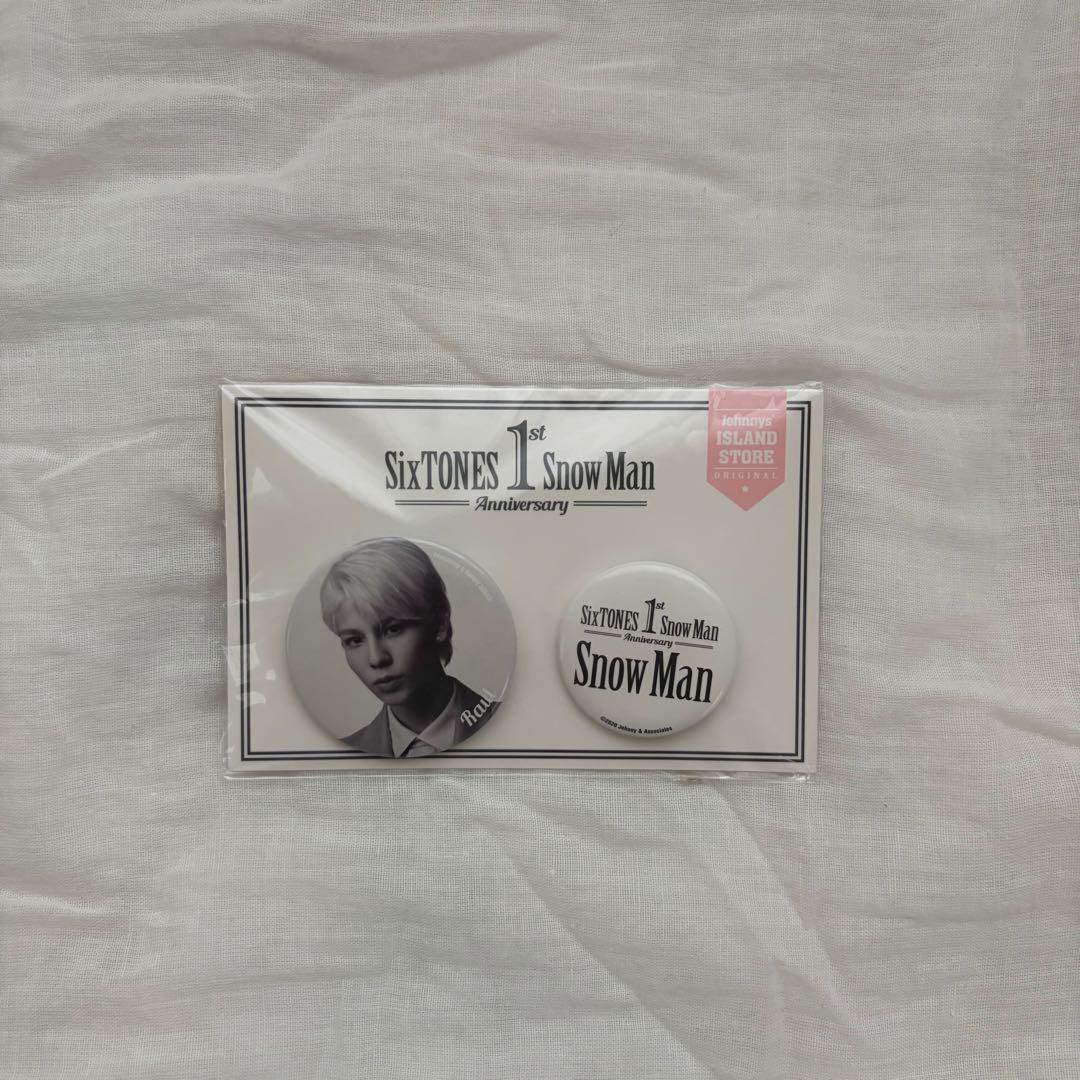 SixTONES 1st Snow Man
Anniversary
Johnnys'
ISLAND
STORE
ORIGINAL
Raul
SixTONES 1st Snow Man
Anniversary
Snow Man
©2020 Johnny & Associates